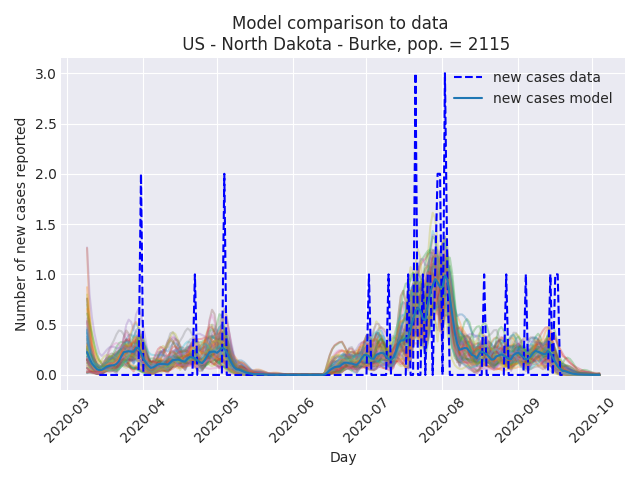 Model comparison to data
US - North Dakota - Burke, pop. = 2115
new cases data
new cases model
Number of new cases reported
3.0
2.5
2.0
1.5
1.0
0.5
0.0
2020-03
2020-04
2020-05
2020-06
2020-07
2020-08
2020-09
2020-10
Day